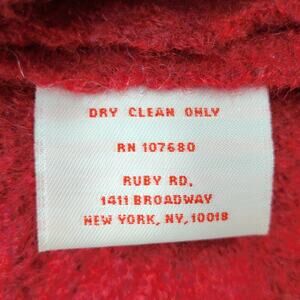 DRY CLEAN ONLY
RN 107680
RUBY RD.
1411 BROADWAY
NEW YORK, NY, 10018